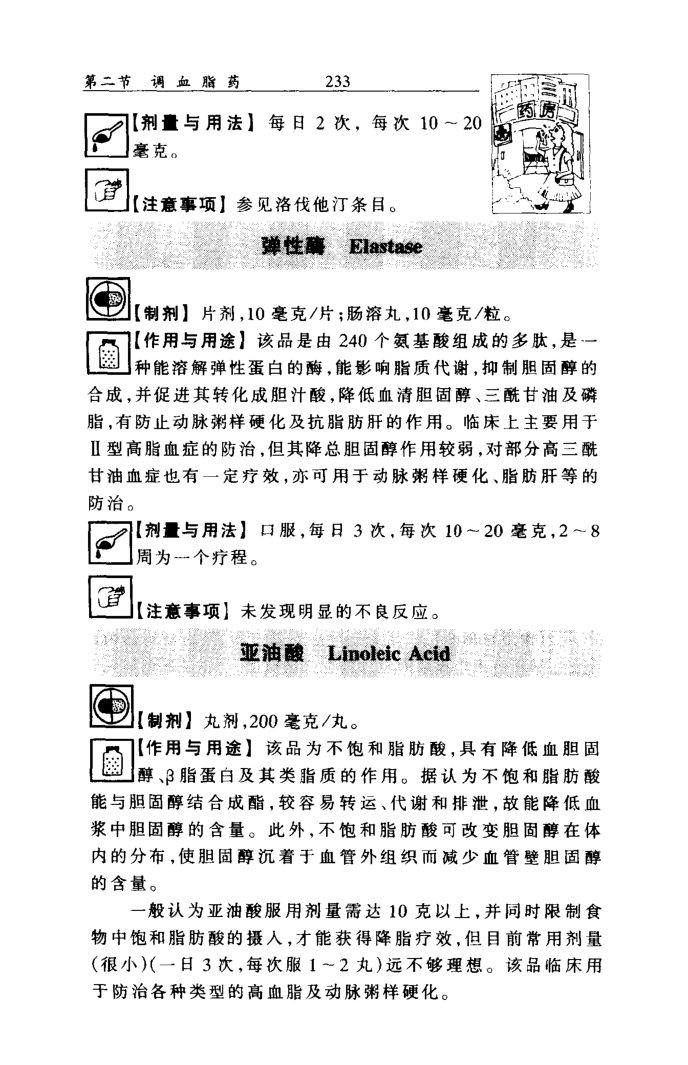 第二节 调血脂药 233
药房
【剂量与用法】每日2次，每次10～20
毫克。
【注意事项】参见洛伐他汀条目。
弹性酶 Elastase
【制剂】片剂,10毫克/片;肠溶丸,10毫克/粒。
【作用与用途】该品是由240个氨基酸组成的多肽,是一
种能溶解弹性蛋白的酶,能影响脂质代谢,抑制胆固醇的
合成,并促进其转化成胆汁酸,降低血清胆固醇、三酰甘油及磷
脂,有防止动脉粥样硬化及抗脂肪肝的作用。临床上主要用于
Ⅱ型高脂血症的防治,但其降总胆固醇作用较弱,对部分高三酰
甘油血症也有一定疗效,亦可用于动脉粥样硬化、脂肪肝等的
防治。
【剂量与用法】口服,每日3次,每次10～20毫克,2～8
周为一个疗程。
【注意事项】未发现明显的不良反应。
亚油酸 Linoleic Acid
【制剂】丸剂,200毫克/丸。
【作用与用途】该品为不饱和脂肪酸,具有降低血胆固
醇、β脂蛋白及其类脂质的作用。据认为不饱和脂肪酸
能与胆固醇结合成酯,较容易转运、代谢和排泄,故能降低血
浆中胆固醇的含量。此外,不饱和脂肪酸可改变胆固醇在体
内的分布,使胆固醇沉着于血管外组织而减少血管壁胆固醇
的含量。
一般认为亚油酸服用剂量需达10克以上,并同时限制食
物中饱和脂肪酸的摄人,才能获得降脂疗效,但目前常用剂量
(很小)(一日3次,每次服1～2丸)远不够理想。该品临床用
于防治各种类型的高血脂及动脉粥样硬化。